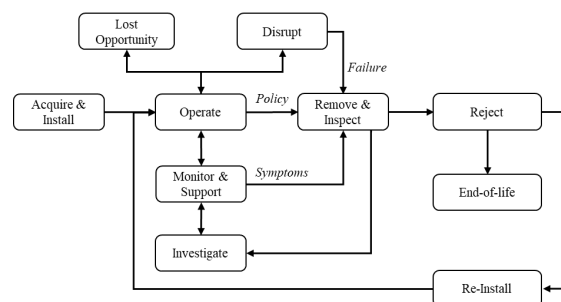 Lost
Opportunity
Disrupt
Failure
Acquire &
Install
Operate
Policy
Remove &
Inspect
Reject
Monitor &
Support
Symptoms
End-of-life
Investigate
Re-Install